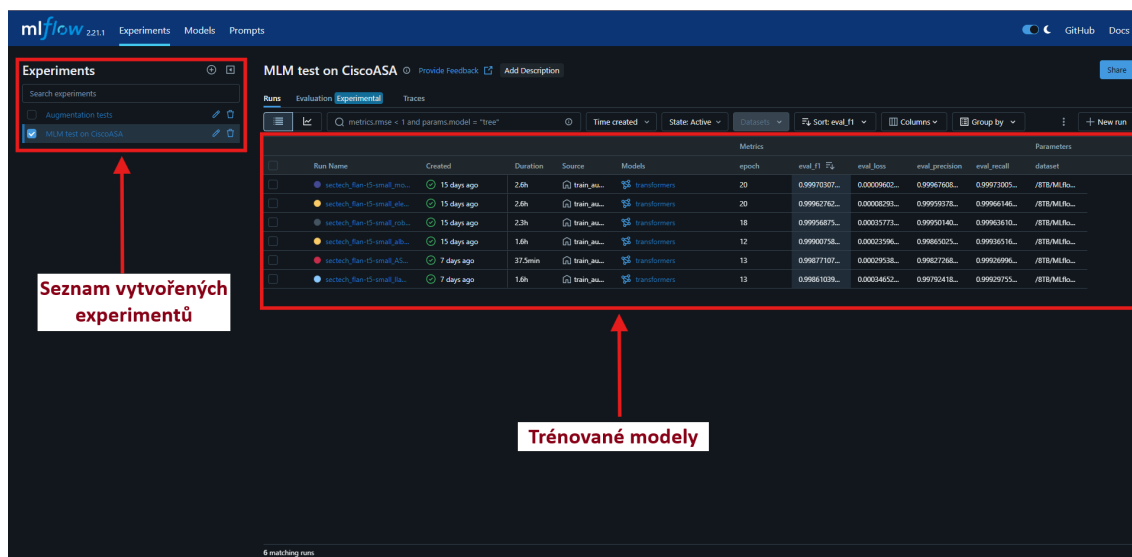 mlflow 2.21.1 Experiments Models Prompts GitHub Docs
Experiments
Search experiments
Augmentation tests
MLM test on CiscoASA
MLM test on CiscoASA Provide Feedback Add Description Share
Runs Evaluation Experimental Traces
metrics.rmse < 1 and params.model = "tree" Time created State: Active Datasets Sort: eval_f1 Columns Group by New run
Metrics Parameters
Run Name Created Duration Source Models epoch eval_f1 eval_loss eval_precision eval_recall dataset
sectech_flan-t5-small_mo... 15 days ago 2.6h train_au... transformers 20 0.99970307... 0.00009602... 0.99967608... 0.99973005... /8TB/MLflo...
sectech_flan-t5-small_ele... 15 days ago 2.6h train_au... transformers 20 0.99962762... 0.00008293... 0.99959378... 0.99966146... /8TB/MLflo...
sectech_flan-t5-small_rob... 15 days ago 2.3h train_au... transformers 18 0.99956875... 0.00035773... 0.99950140... 0.99963610... /8TB/MLflo...
sectech_flan-t5-small_alb... 15 days ago 1.6h train_au... transformers 12 0.99900758... 0.00023596... 0.99865025... 0.99936516... /8TB/MLflo...
sectech_flan-t5-small_AS... 7 days ago 37.5min train_au... transformers 13 0.99877107... 0.00029538... 0.99827268... 0.99926996... /8TB/MLflo...
sectech_flan-t5-small_fla... 7 days ago 1.6h train_au... transformers 13 0.99861039... 0.00034652... 0.99792418... 0.99929755... /8TB/MLflo...
Seznam vytvořených
experimentů
Trénované modely
6 matching runs